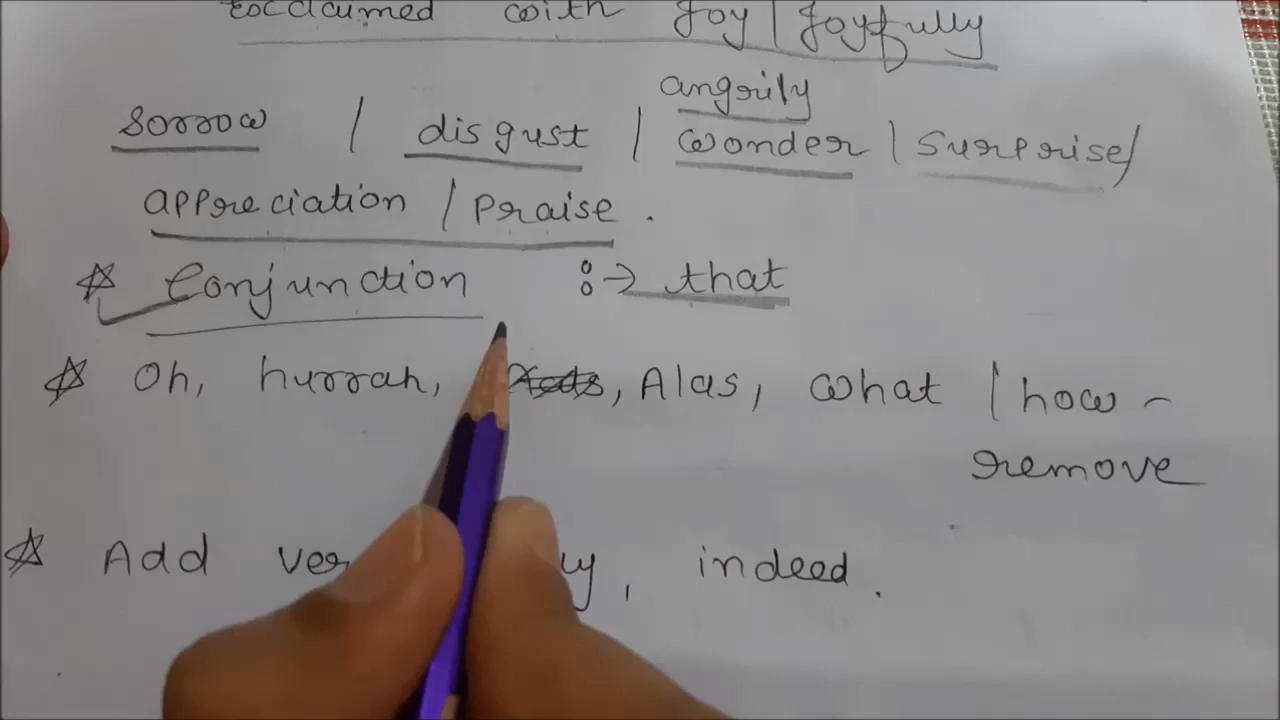 Exclaimed with Joy / Joyfully
angrily
sorrow / disgust / wonder / surprise /
appreciation / praise .
☆ Conjunction :→ that
☆ Oh, hurrah, , Alas, what / how -
remove
☆ Add , indeed .